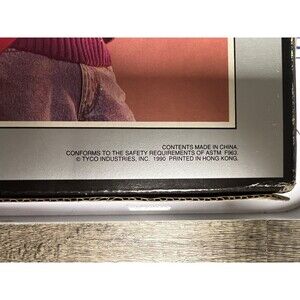 CONTENTS MADE IN CHINA.
CONFORMS TO THE SAFETY REQUIREMENTS OF ASTM F963.
© TYCO INDUSTRIES, INC. 1990 PRINTED IN HONG KONG.